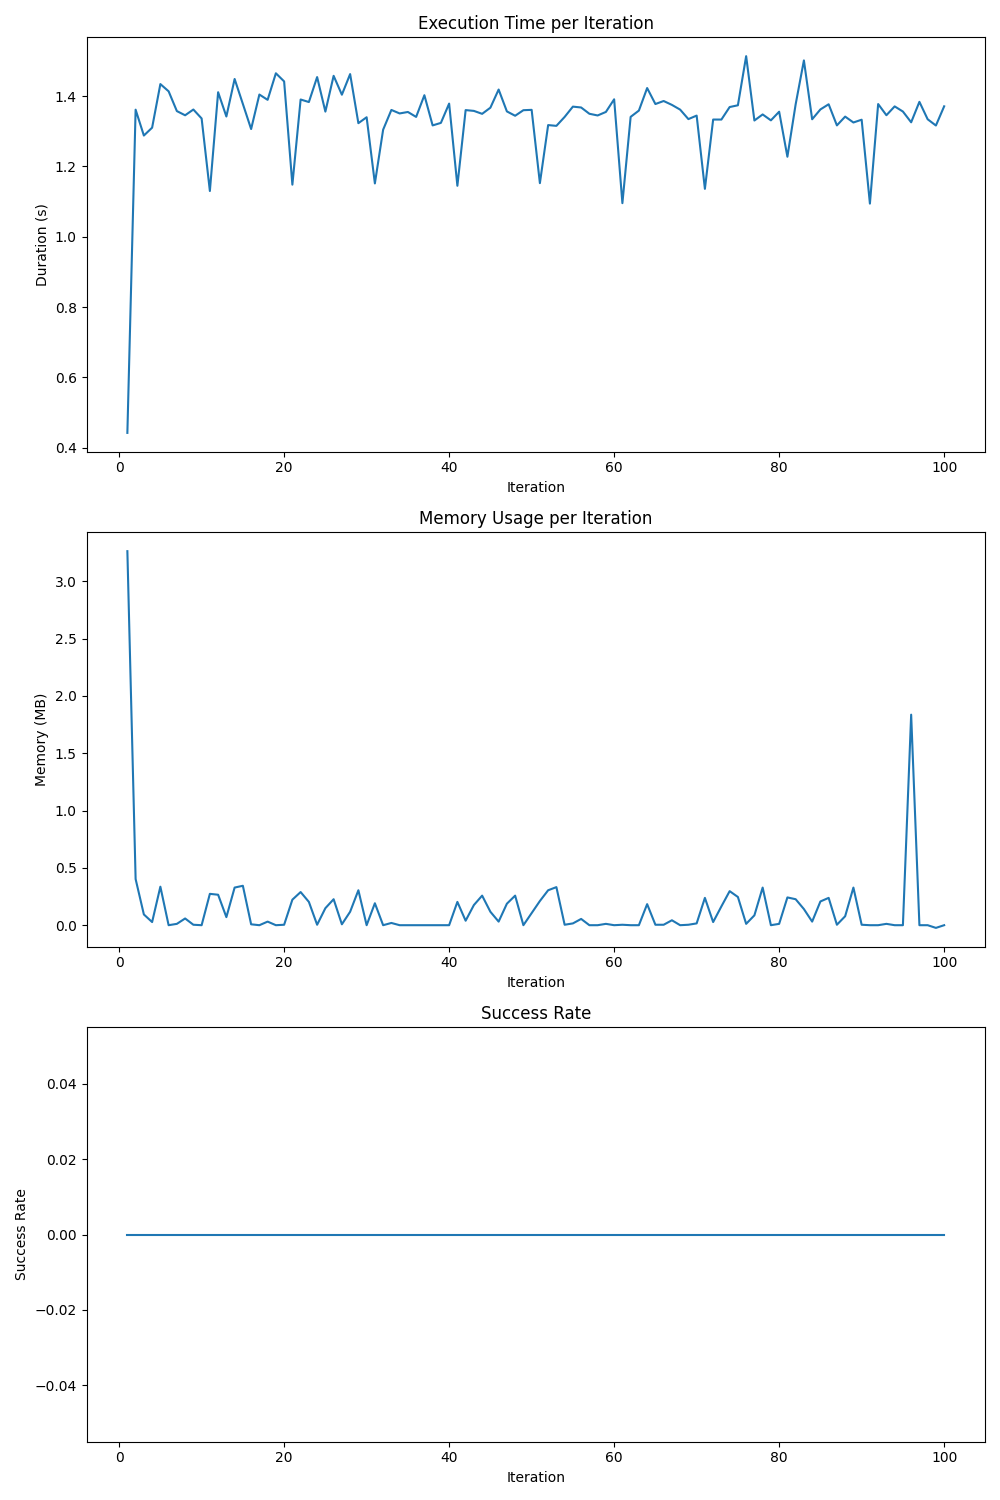 Execution Time per Iteration
1.4
1.2
1.0
0.8
0.6
0.4
Duration (s)
0 20 40 60 80 100
Iteration
Memory Usage per Iteration
3.0
2.5
2.0
1.5
1.0
0.5
0.0
Memory (MB)
0 20 40 60 80 100
Iteration
Success Rate
0.04
0.02
0.00
−0.02
−0.04
Success Rate
0 20 40 60 80 100
Iteration